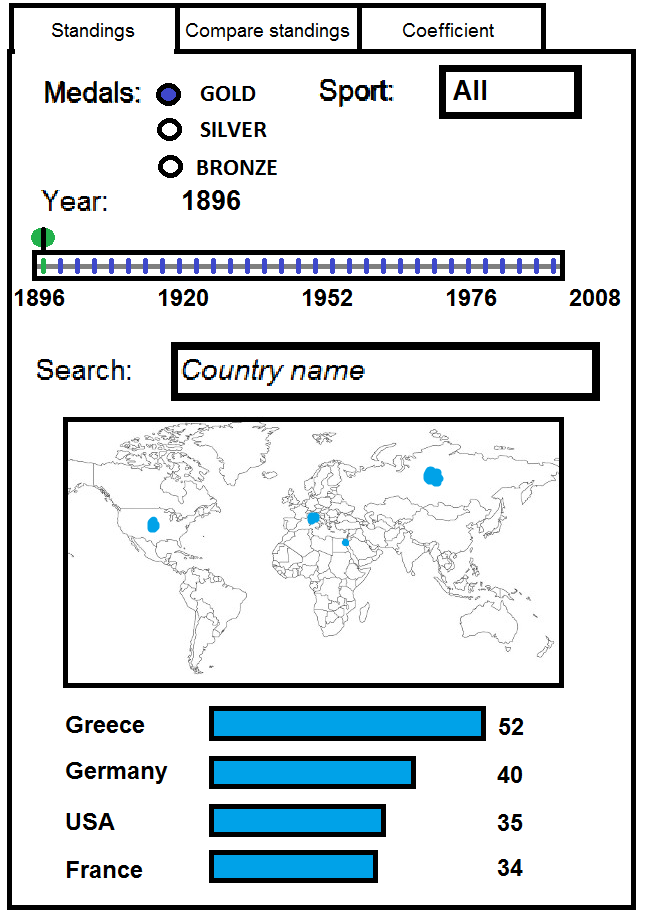 Standings Compare standings Coefficient
Medals: GOLD Sport: All
SILVER
BRONZE
Year: 1896
1896 1920 1952 1976 2008
Search: Country name
Greece 52
Germany 40
USA 35
France 34